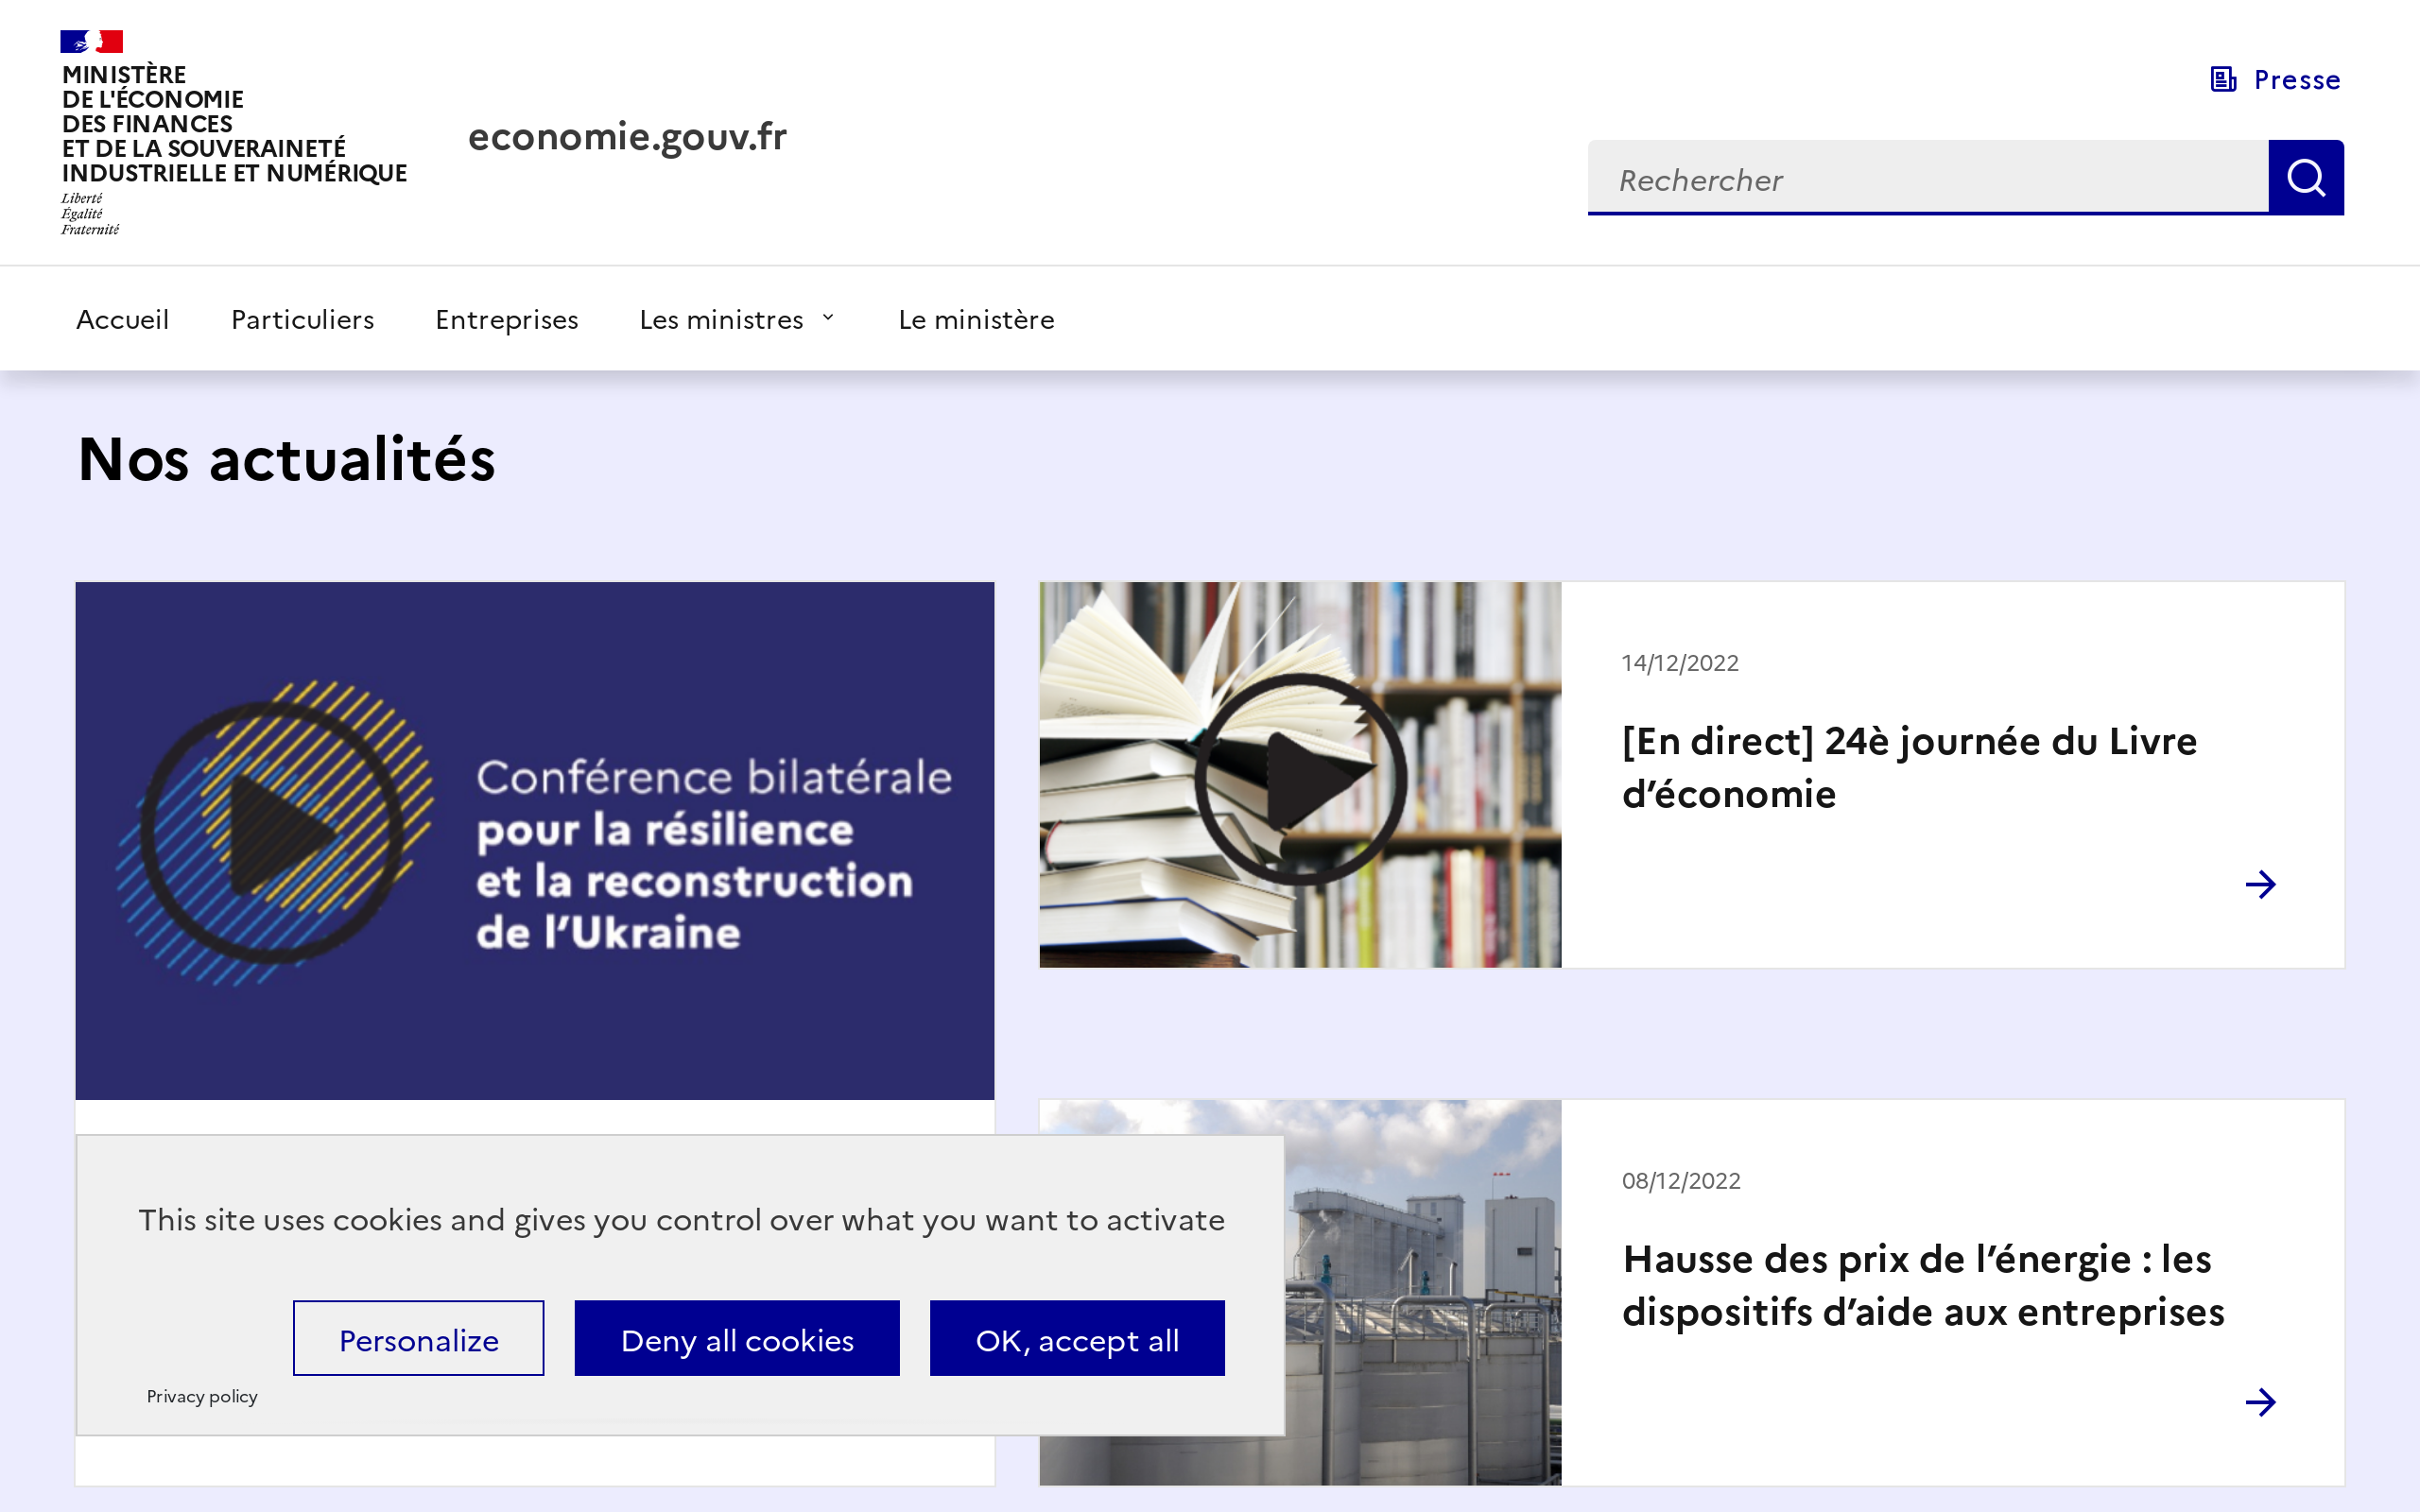 MINISTÈRE
DE L'ÉCONOMIE
DES FINANCES
ET DE LA SOUVERAINETÉ
INDUSTRIELLE ET NUMÉRIQUE
Liberté
Égalité
Fraternité
economie.gouv.fr
Presse
Rechercher
Accueil Particuliers Entreprises Les ministres Le ministère
Nos actualités
Conférence bilatérale
pour la résilience
et la reconstruction
de l’Ukraine
14/12/2022
[En direct] 24è journée du Livre
d’économie
08/12/2022
Hausse des prix de l’énergie : les
dispositifs d’aide aux entreprises
This site uses cookies and gives you control over what you want to activate
Personalize Deny all cookies OK, accept all
Privacy policy